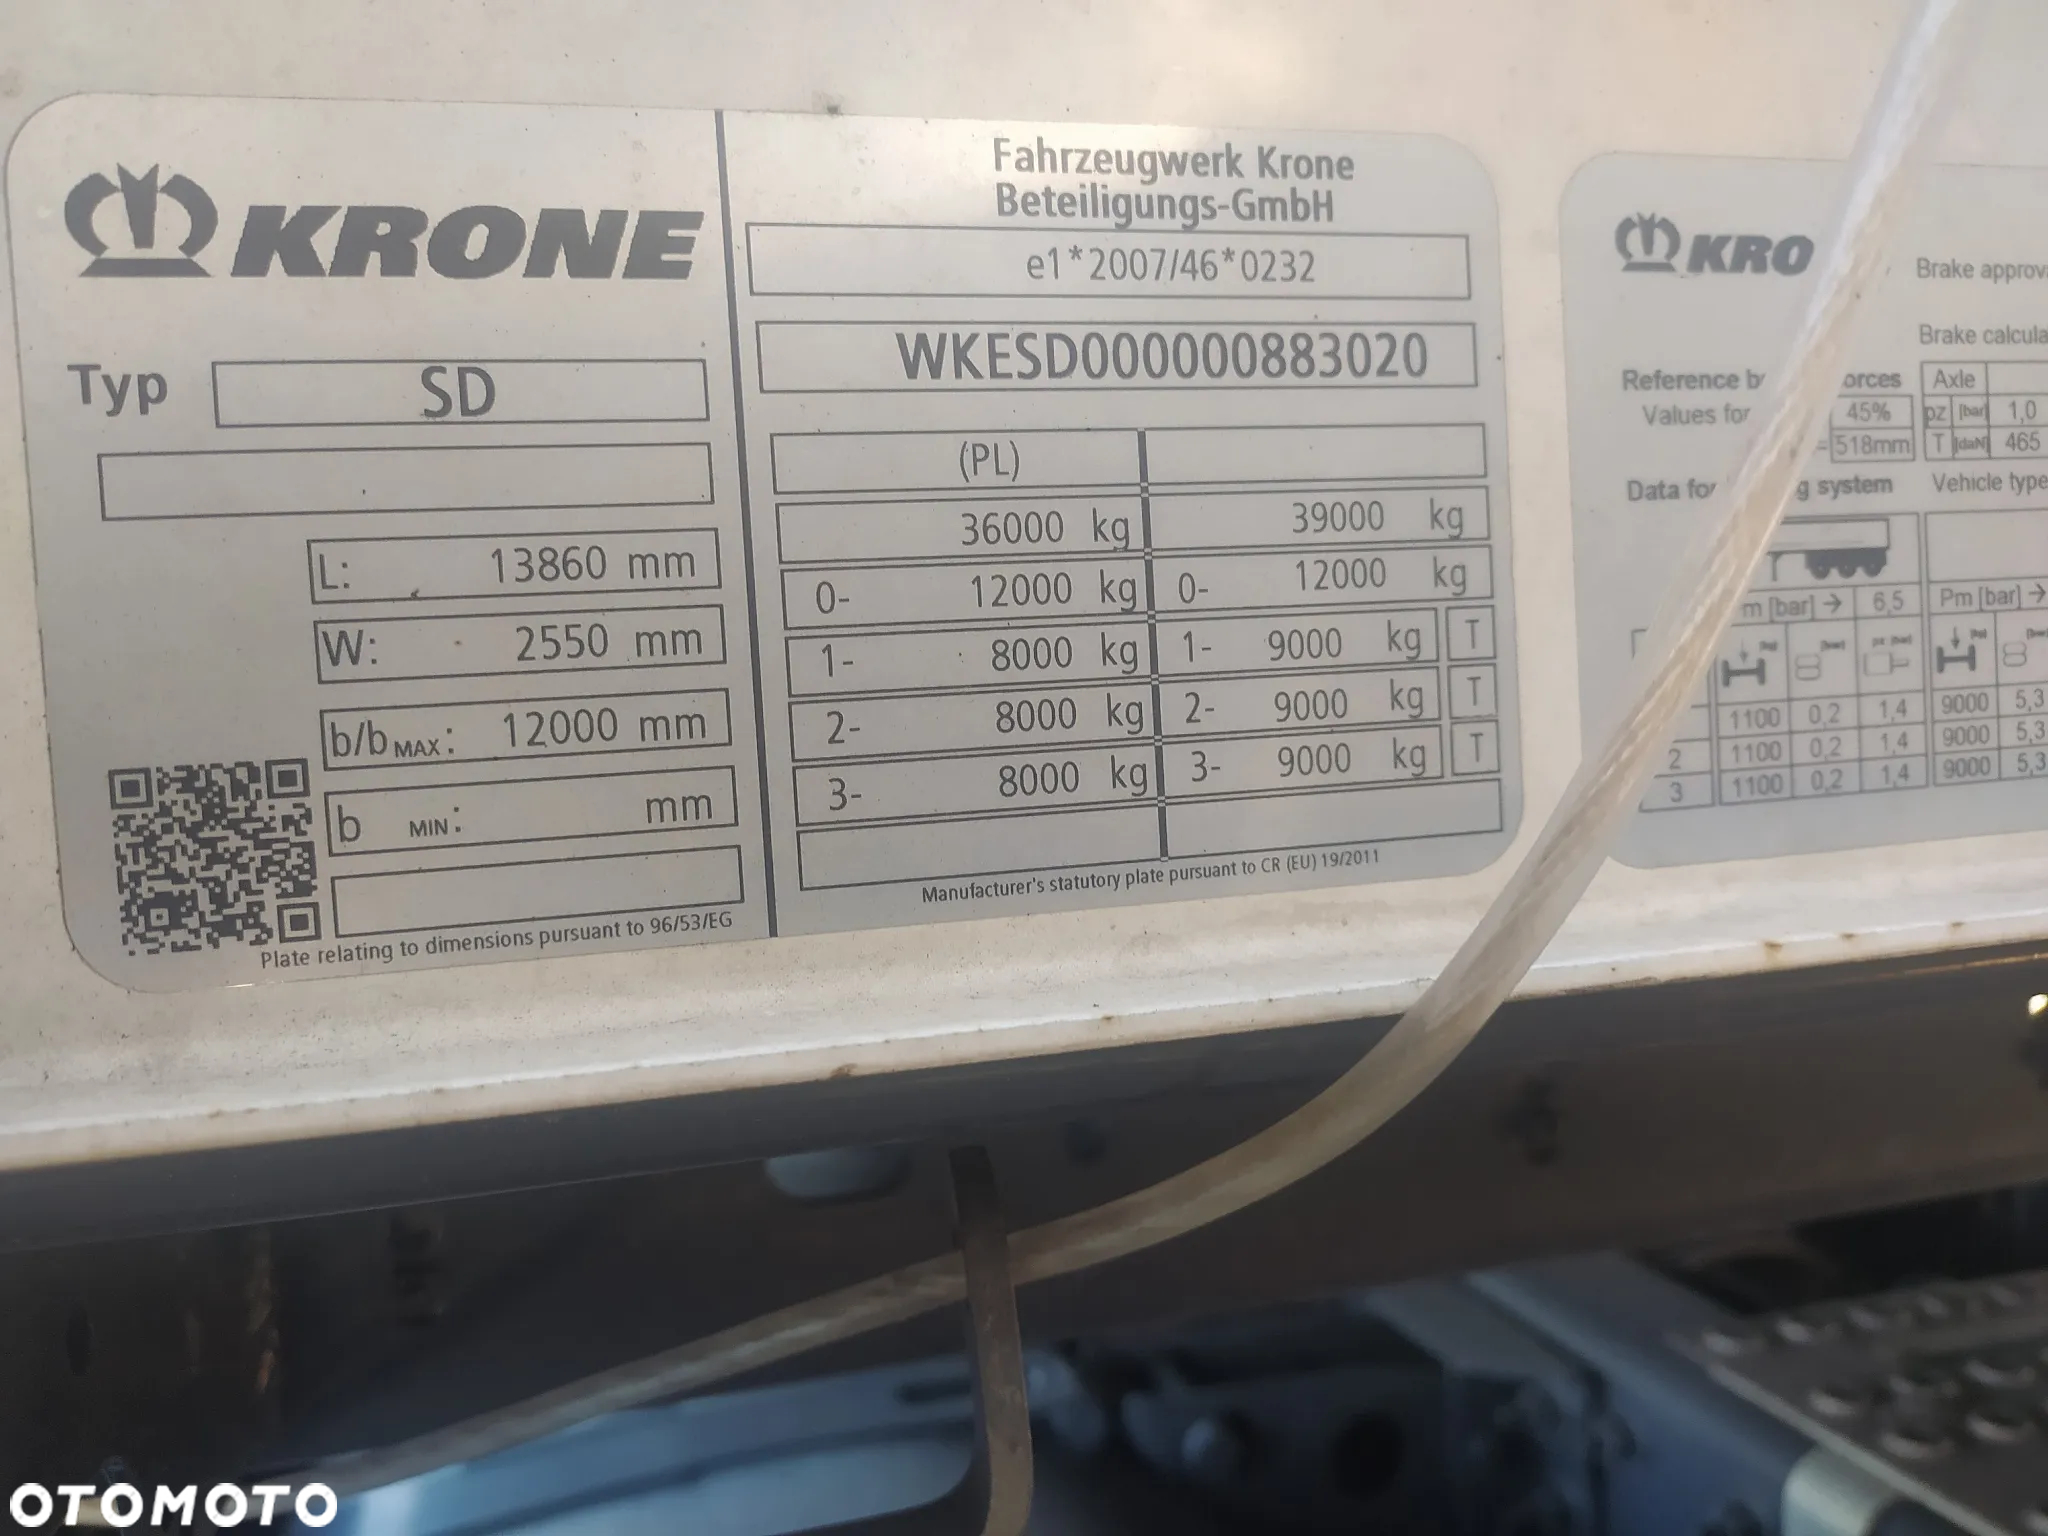 KRONE
Typ SD
L: 13860 mm
W: 2550 mm
b/b MAX: 12000 mm
b MIN: mm
Plate relating to dimensions pursuant to 96/53/EG
Fahrzeugwerk Krone
Beteiligungs-GmbH
e1*2007/46*0232
WKESD000000883020
(PL)
36000 kg 39000 kg
0- 12000 kg 0- 12000 kg
1- 8000 kg 1- 9000 kg T
2- 8000 kg 2- 9000 kg T
3- 8000 kg 3- 9000 kg T
Manufacturer's statutory plate pursuant to CR (EU) 19/2011
KRO
Brake
Brake
Reference
Axle
Values for 45% pz [bar] 1,0
=518mm T [daN] 465
Data system Vehicle type
[bar] → 6,5 Pm [bar] →
1100 0,2 1,4 9000 5,3
2 1100 0,2 1,4 9000 5,3
3 1100 0,2 1,4 9000 5,3
OTOMOTO